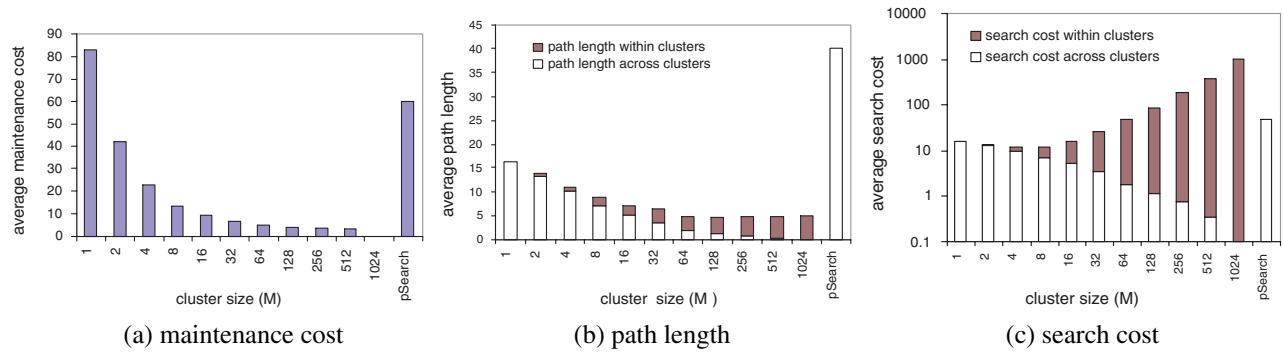 90
80
70
60
50
40
30
20
10
0
average maintenance cost
1 2 4 8 16 32 64 128 256 512 1024 pSearch
cluster size (M)
(a) maintenance cost
45
40
35
30
25
20
15
10
5
0
average path length
path length within clusters
path length across clusters
1 2 4 8 16 32 64 128 256 512 1024 pSearch
cluster size (M )
(b) path length
10000
1000
100
10
1
0.1
average search cost
search cost within clusters
search cost across clusters
1 2 4 8 16 32 64 128 256 512 1024 pSearch
cluster size (M)
(c) search cost